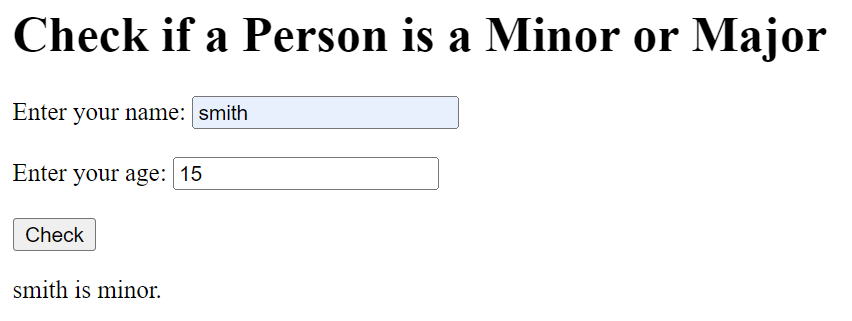 Check if a Person is a Minor or Major
Enter your name: smith
Enter your age: 15
Check
smith is minor.